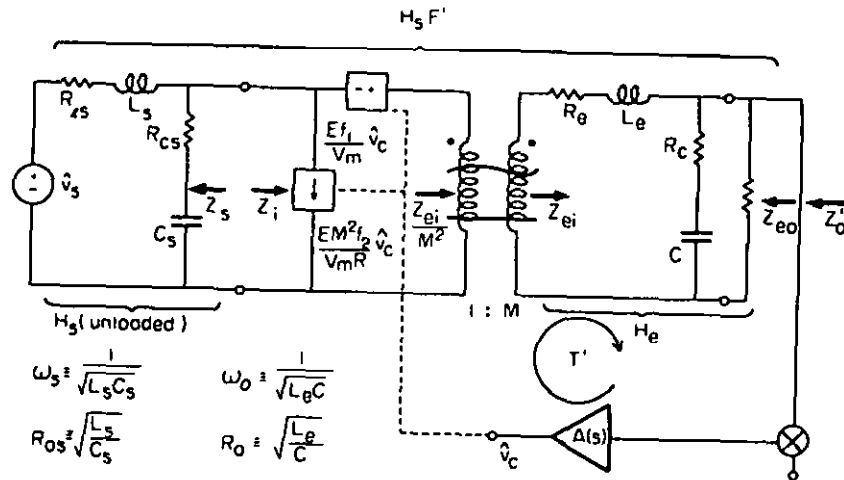 H_s F'
R_ℓs
L_s
R_cs
C_s
v̂_s
Z_s
Z_i
- +
Ef_1/V_m v̂_c
EM²f_2/V_mR v̂_c
Z_ei/M²
Z_ei
R_e
L_e
R_c
C
Z_eo
Z'_o
1 : M
H_s (unloaded)
H_e
T'
ω_s ≡ 1/√(L_sC_s)
ω_o ≡ 1/√(L_eC)
R_os ≡ √(L_s/C_s)
R_o ≡ √(L_e/C)
v̂_c
A(s)